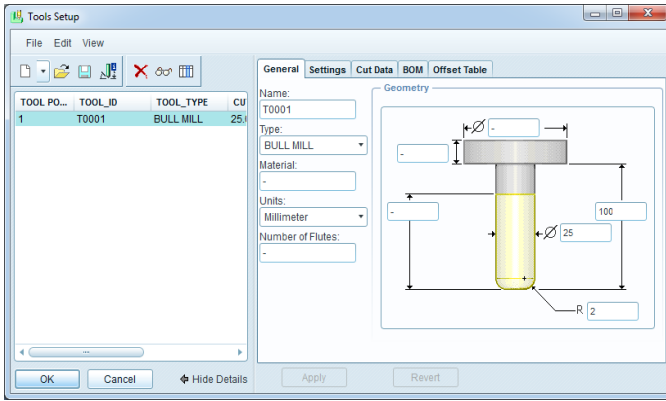 Tools Setup
File Edit View
General Settings Cut Data BOM Offset Table
TOOL PO... TOOL_ID TOOL_TYPE CU
1 T0001 BULL MILL 25.
Name:
T0001
Type:
BULL MILL
Material:
-
Units:
Millimeter
Number of Flutes:
-
Geometry
Ø -
-
-
100
Ø 25
R 2
OK Cancel Hide Details Apply Revert